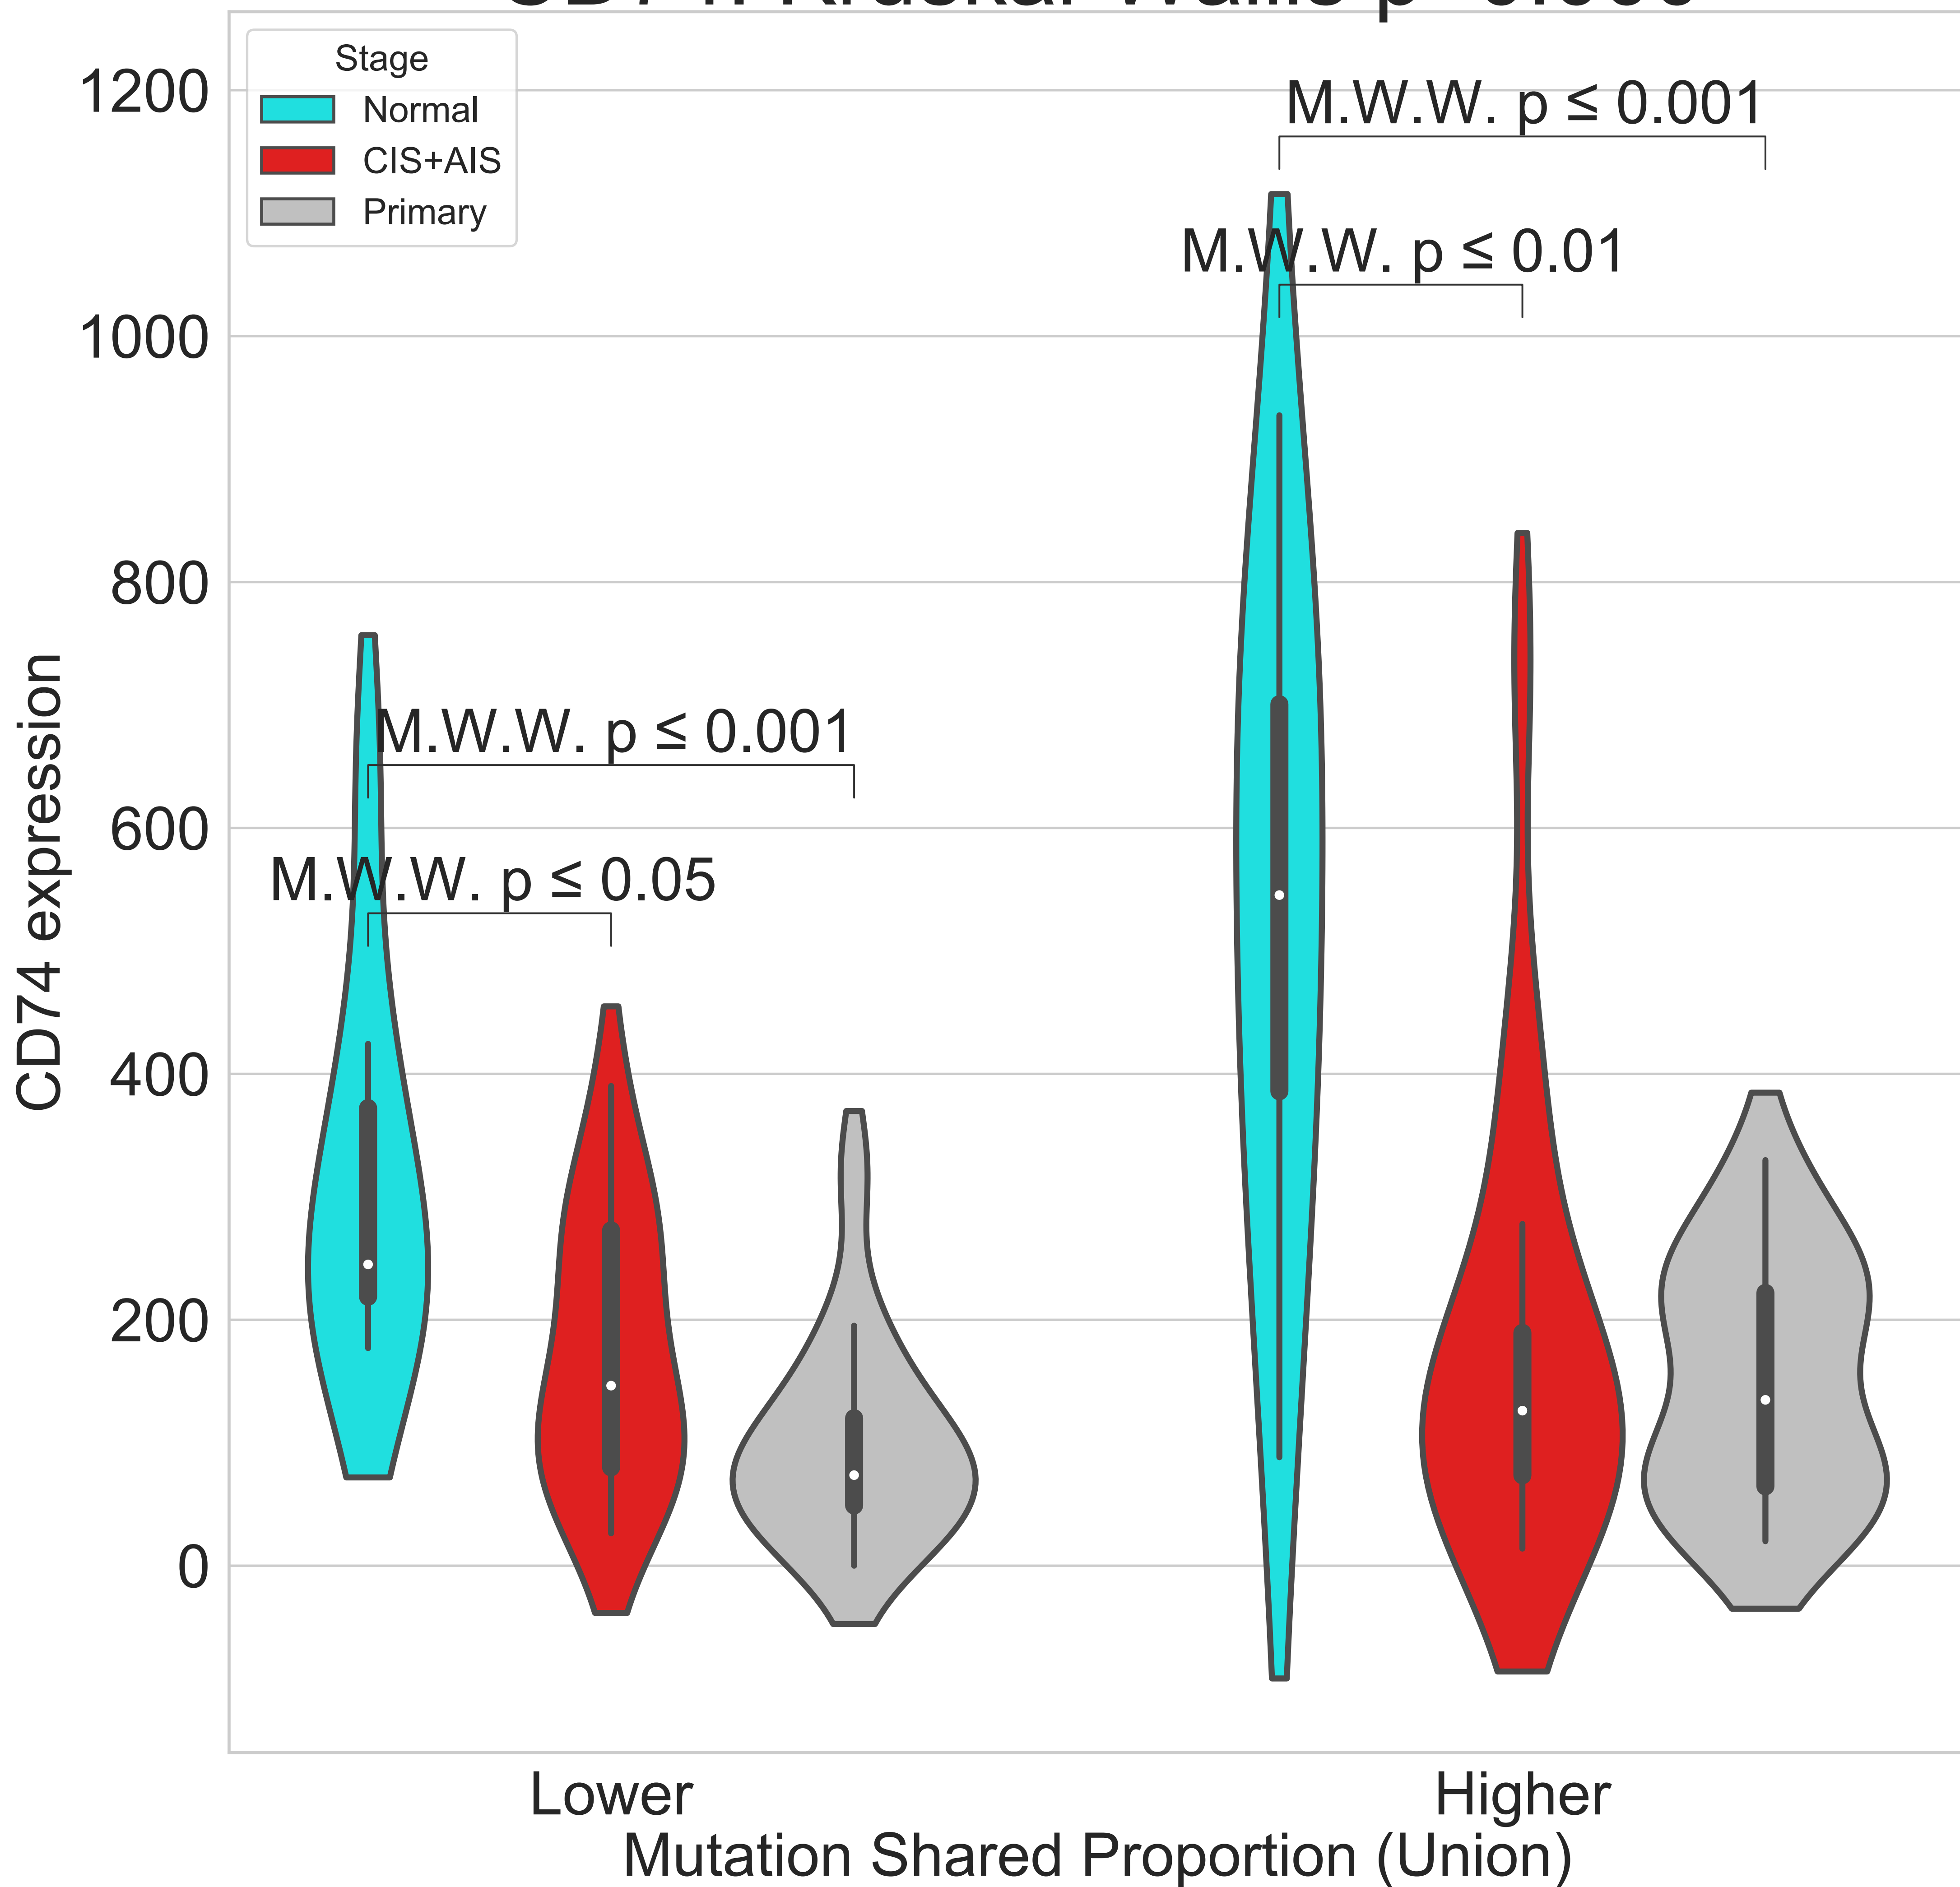 Stage
Normal
CIS+AIS
Primary
1200
1000
800
600
400
200
0
CD74 expression
M.W.W. p ≤ 0.001
M.W.W. p ≤ 0.01
M.W.W. p ≤ 0.001
M.W.W. p ≤ 0.05
Lower
Higher
Mutation Shared Proportion (Union)